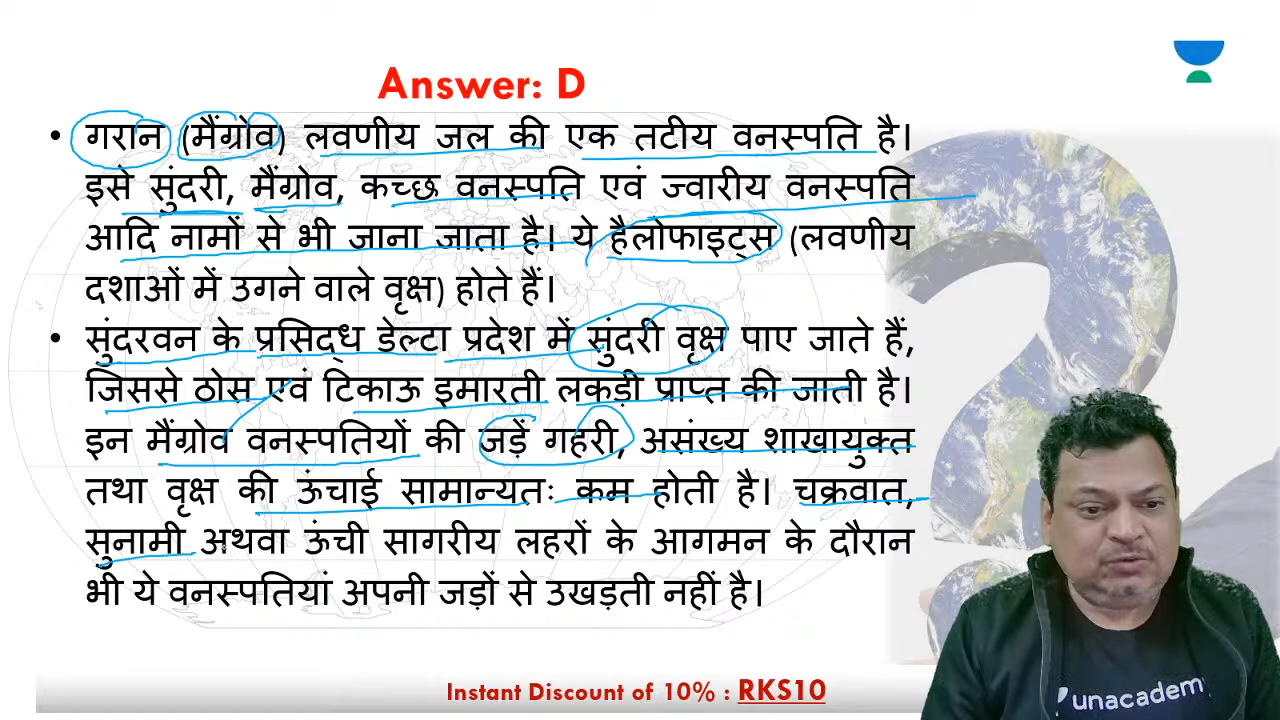 Answer: D
• गरान (मैंग्रोव) लवणीय जल की एक तटीय वनस्पति है।
इसे सुंदरी, मैंग्रोव, कच्छ वनस्पति एवं ज्वारीय वनस्पति
आदि नामों से भी जाना जाता है। ये हैलोफाइट्स (लवणीय
दशाओं में उगने वाले वृक्ष) होते हैं।
• सुंदरवन के प्रसिद्ध डेल्टा प्रदेश में सुंदरी वृक्ष पाए जाते हैं,
जिससे ठोस एवं टिकाऊ इमारती लकड़ी प्राप्त की जाती है।
इन मैंग्रोव वनस्पतियों की जड़ें गहरी, असंख्य शाखायुक्त
तथा वृक्ष की ऊंचाई सामान्यतः कम होती है। चक्रवात,
सुनामी अथवा ऊंची सागरीय लहरों के आगमन के दौरान
भी ये वनस्पतियां अपनी जड़ों से उखड़ती नहीं है।
unacadem
Instant Discount of 10% : RKS10